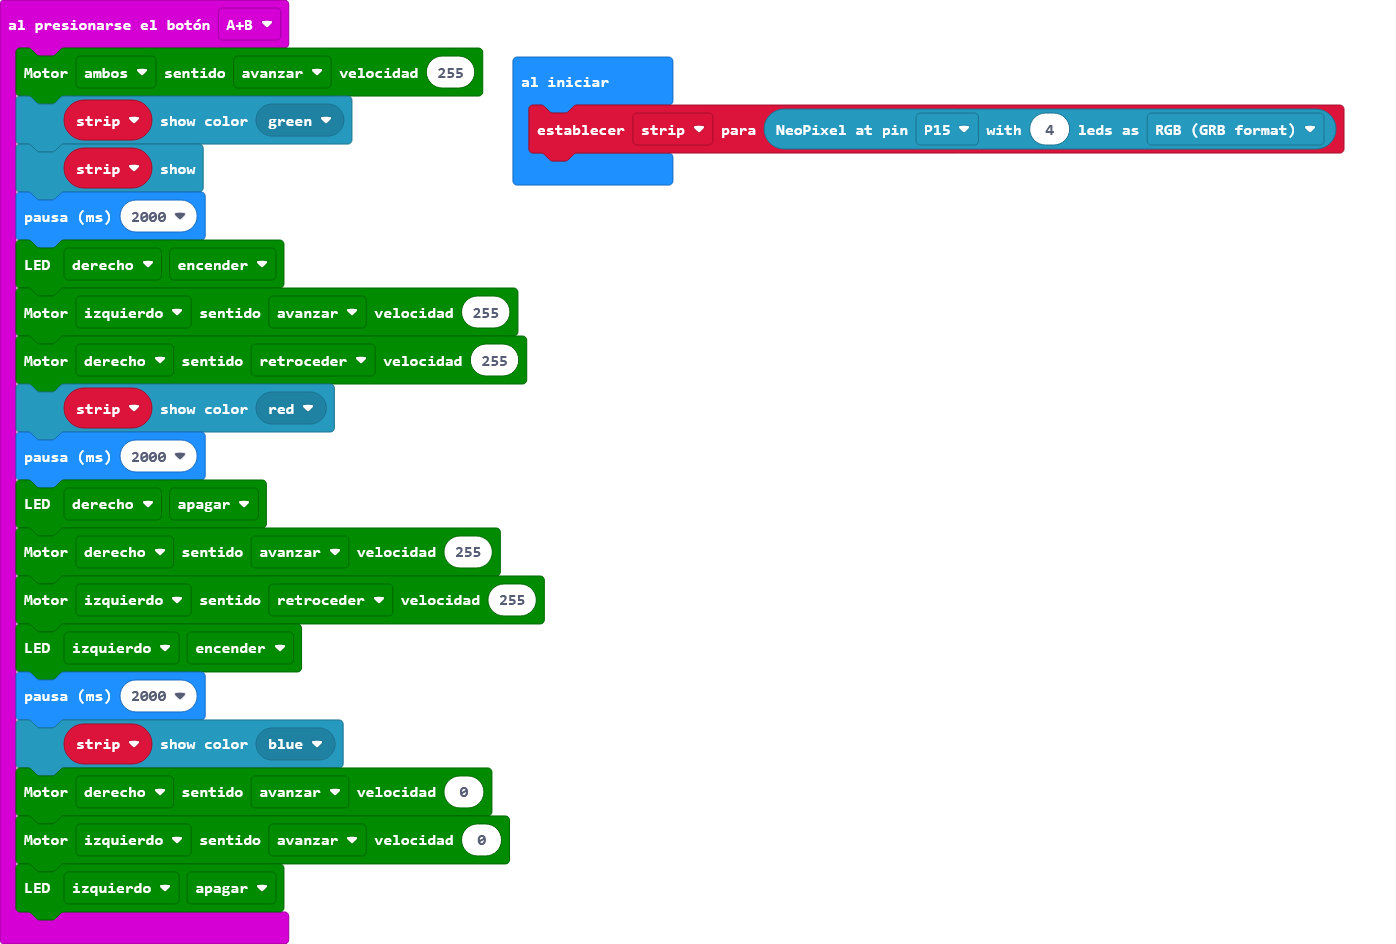 al presionarse el botón A+B
Motor ambos sentido avanzar velocidad 255
strip show color green
strip show
pausa (ms) 2000
LED derecho encender
Motor izquierdo sentido avanzar velocidad 255
Motor derecho sentido retroceder velocidad 255
strip show color red
pausa (ms) 2000
LED derecho apagar
Motor derecho sentido avanzar velocidad 255
Motor izquierdo sentido retroceder velocidad 255
LED izquierdo encender
pausa (ms) 2000
strip show color blue
Motor derecho sentido avanzar velocidad 0
Motor izquierdo sentido avanzar velocidad 0
LED izquierdo apagar
al iniciar
establecer strip para NeoPixel at pin P15 with 4 leds as RGB (GRB format)